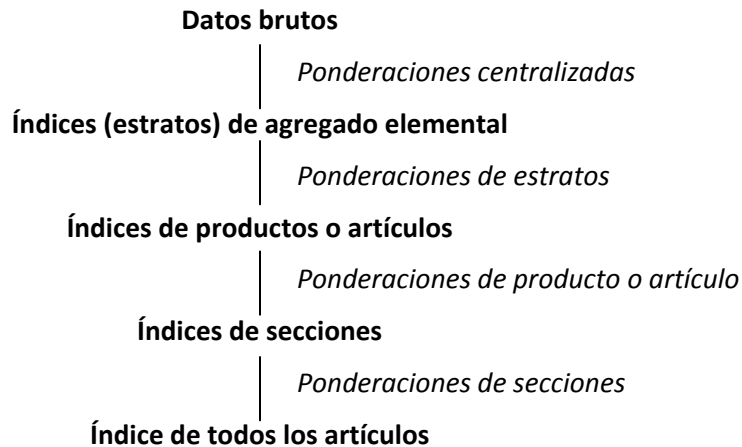 Datos brutos
Ponderaciones centralizadas
Índices (estratos) de agregado elemental
Ponderaciones de estratos
Índices de productos o artículos
Ponderaciones de producto o artículo
Índices de secciones
Ponderaciones de secciones
Índice de todos los artículos